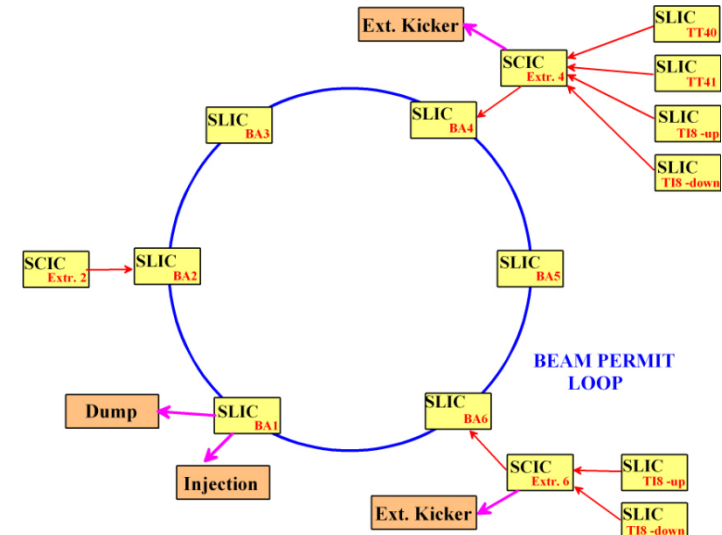 Ext. Kicker
SLIC
TT40
SCIC
Extr. 4
SLIC
TT41
SLIC
BA3
SLIC
BA4
SLIC
TI8 -up
SLIC
TI8 -down
SCIC
Extr. 2
SLIC
BA2
SLIC
BA5
BEAM PERMIT
LOOP
Dump
SLIC
BA1
SLIC
BA6
Injection
SCIC
Extr. 6
SLIC
TI8 -up
Ext. Kicker
SLIC
TI8 -down